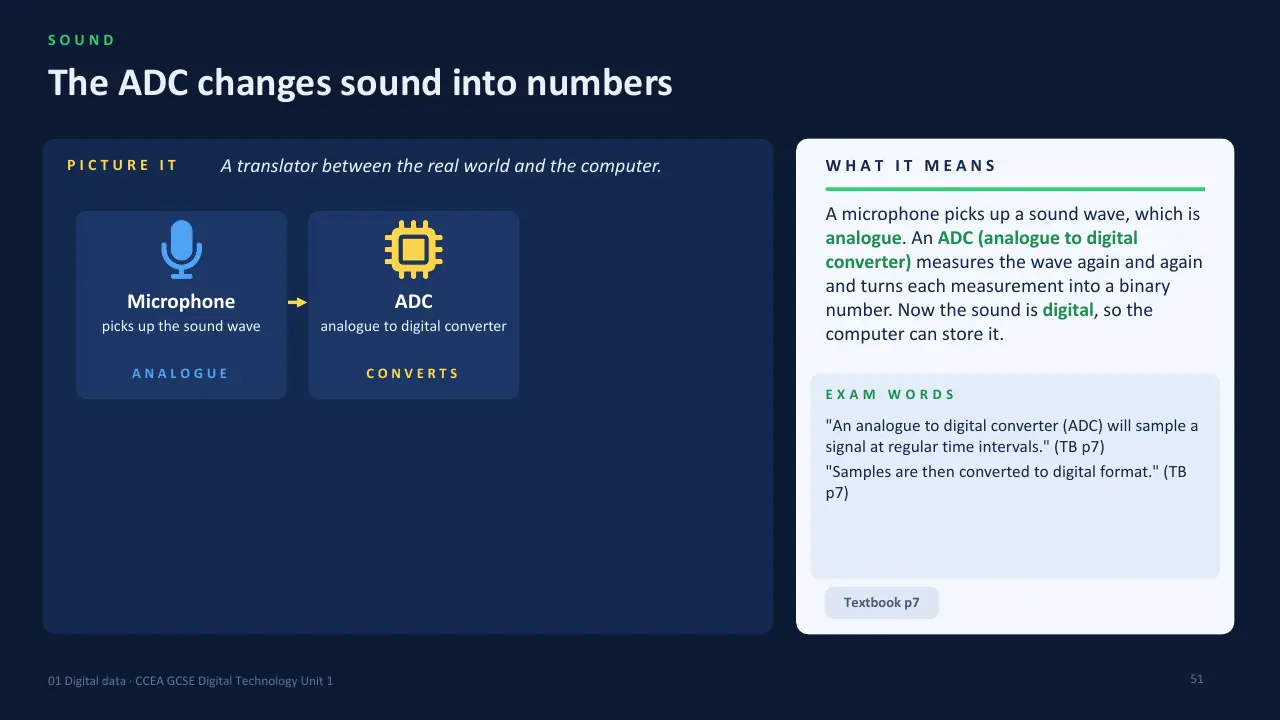 SOUND
The ADC changes sound into numbers
PICTURE IT
A translator between the real world and the computer.
Microphone
picks up the sound wave
ANALOGUE
ADC
analogue to digital converter
CONVERTS
WHAT IT MEANS
A microphone picks up a sound wave, which is
analogue. An ADC (analogue to digital
converter) measures the wave again and again
and turns each measurement into a binary
number. Now the sound is digital, so the
computer can store it.
EXAM WORDS
"An analogue to digital converter (ADC) will sample a
signal at regular time intervals." (TB p7)
"Samples are then converted to digital format." (TB
p7)
Textbook p7
01 Digital data · CCEA GCSE Digital Technology Unit 1
51